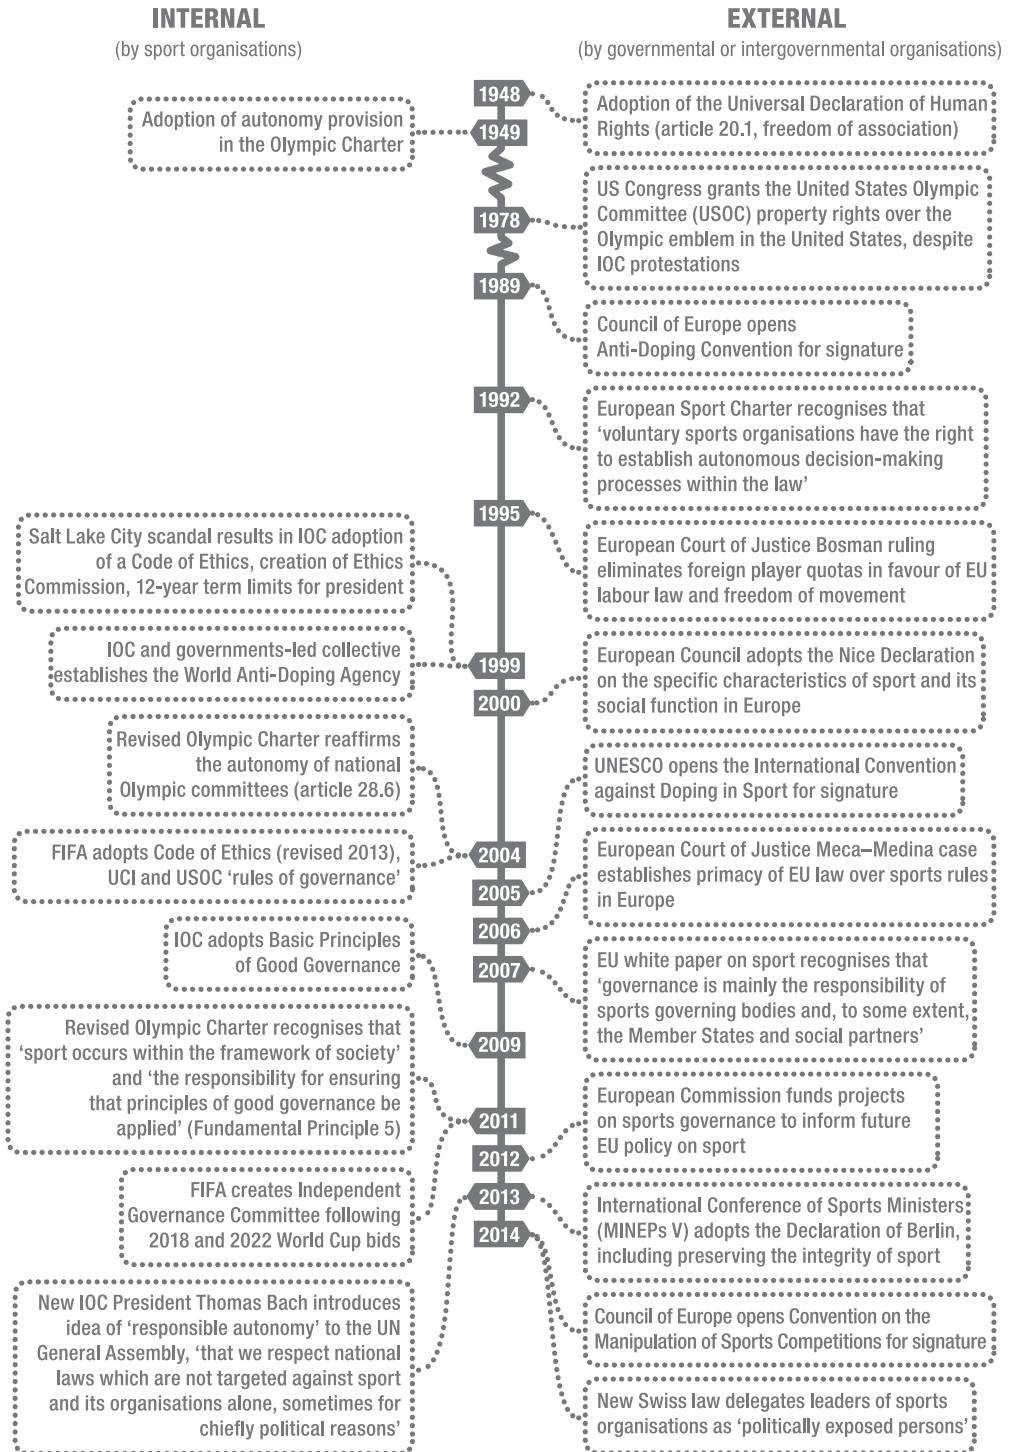 INTERNAL
(by sport organisations)
EXTERNAL
(by governmental or intergovernmental organisations)
1948
Adoption of the Universal Declaration of Human
Rights (article 20.1, freedom of association)
Adoption of autonomy provision
in the Olympic Charter
1949
1978
US Congress grants the United States Olympic
Committee (USOC) property rights over the
Olympic emblem in the United States, despite
IOC protestations
1989
Council of Europe opens
Anti-Doping Convention for signature
1992
European Sport Charter recognises that
‘voluntary sports organisations have the right
to establish autonomous decision-making
processes within the law’
1995
European Court of Justice Bosman ruling
eliminates foreign player quotas in favour of EU
labour law and freedom of movement
Salt Lake City scandal results in IOC adoption
of a Code of Ethics, creation of Ethics
Commission, 12-year term limits for president
IOC and governments-led collective
establishes the World Anti-Doping Agency
1999
2000
European Council adopts the Nice Declaration
on the specific characteristics of sport and its
social function in Europe
Revised Olympic Charter reaffirms
the autonomy of national
Olympic committees (article 28.6)
FIFA adopts Code of Ethics (revised 2013),
UCI and USOC ‘rules of governance’
2004
UNESCO opens the International Convention
against Doping in Sport for signature
2005
European Court of Justice Meca–Medina case
establishes primacy of EU law over sports rules
in Europe
2006
2007
EU white paper on sport recognises that
‘governance is mainly the responsibility of
sports governing bodies and, to some extent,
the Member States and social partners’
IOC adopts Basic Principles
of Good Governance
2009
Revised Olympic Charter recognises that
‘sport occurs within the framework of society’
and ‘the responsibility for ensuring
that principles of good governance be
applied’ (Fundamental Principle 5)
2011
FIFA creates Independent
Governance Committee following
2018 and 2022 World Cup bids
2012
European Commission funds projects
on sports governance to inform future
EU policy on sport
2013
International Conference of Sports Ministers
(MINEPs V) adopts the Declaration of Berlin,
including preserving the integrity of sport
New IOC President Thomas Bach introduces
idea of ‘responsible autonomy’ to the UN
General Assembly, ‘that we respect national
laws which are not targeted against sport
and its organisations alone, sometimes for
chiefly political reasons’
2014
Council of Europe opens Convention on the
Manipulation of Sports Competitions for signature
New Swiss law delegates leaders of sports
organisations as ‘politically exposed persons’